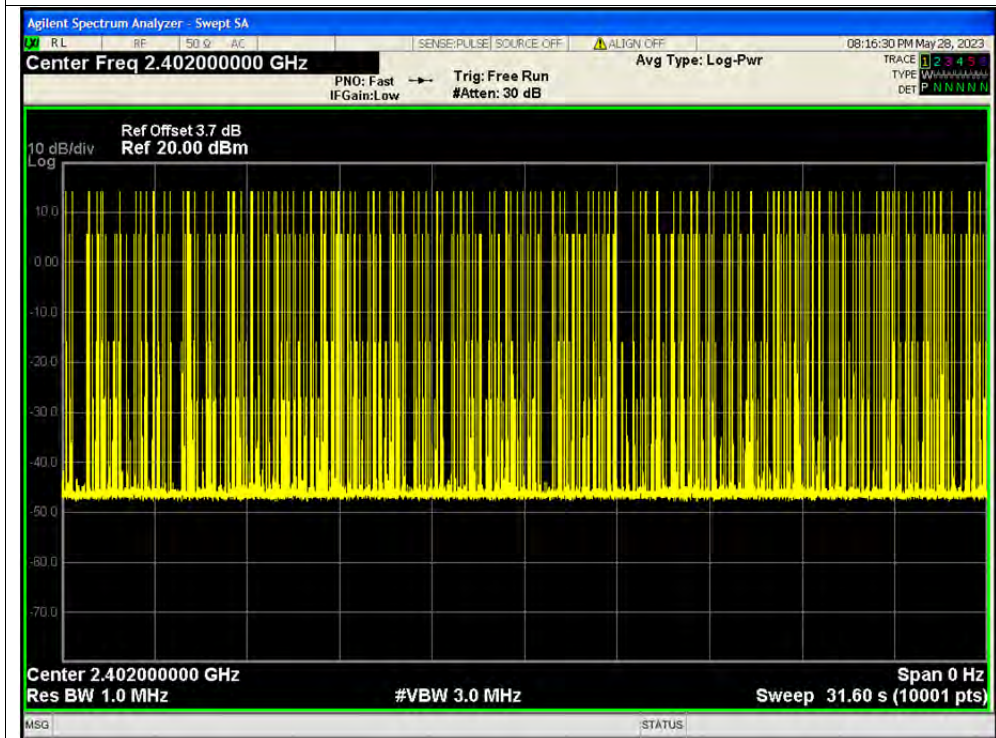 Agilent Spectrum Analyzer - Swept SA
LXI RL RF 50 Ω AC SENSE:PULSE SOURCE OFF ALIGN OFF 08:16:30 PM May 28, 2023
Center Freq 2.402000000 GHz
PNO: Fast
IFGain:Low
Trig: Free Run
#Atten: 30 dB
Avg Type: Log-Pwr
TRACE 1 2 3 4 5 6
TYPE W
DET P N N N N N
Ref Offset 3.7 dB
10 dB/div Ref 20.00 dBm
Log
10.0
0.00
-10.0
-20.0
-30.0
-40.0
-50.0
-60.0
-70.0
Center 2.402000000 GHz Span 0 Hz
Res BW 1.0 MHz #VBW 3.0 MHz Sweep 31.60 s (10001 pts)
MSG STATUS